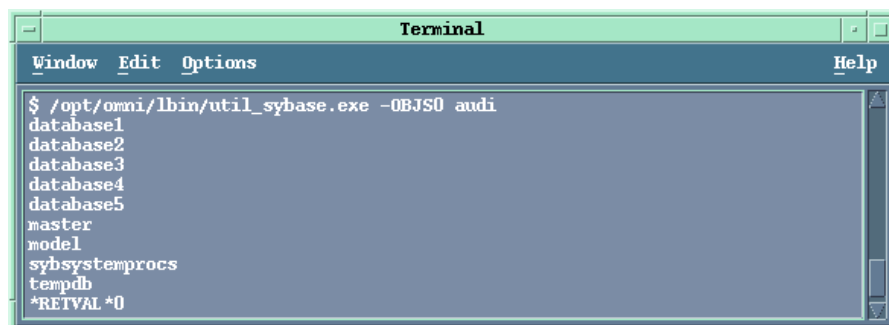 Terminal
Window Edit Options Help
$ /opt/omni/lbin/util_sybase.exe -OBJS0 audi
database1
database2
database3
database4
database5
master
model
sybsystemprocs
tempdb
*RETVAL*0